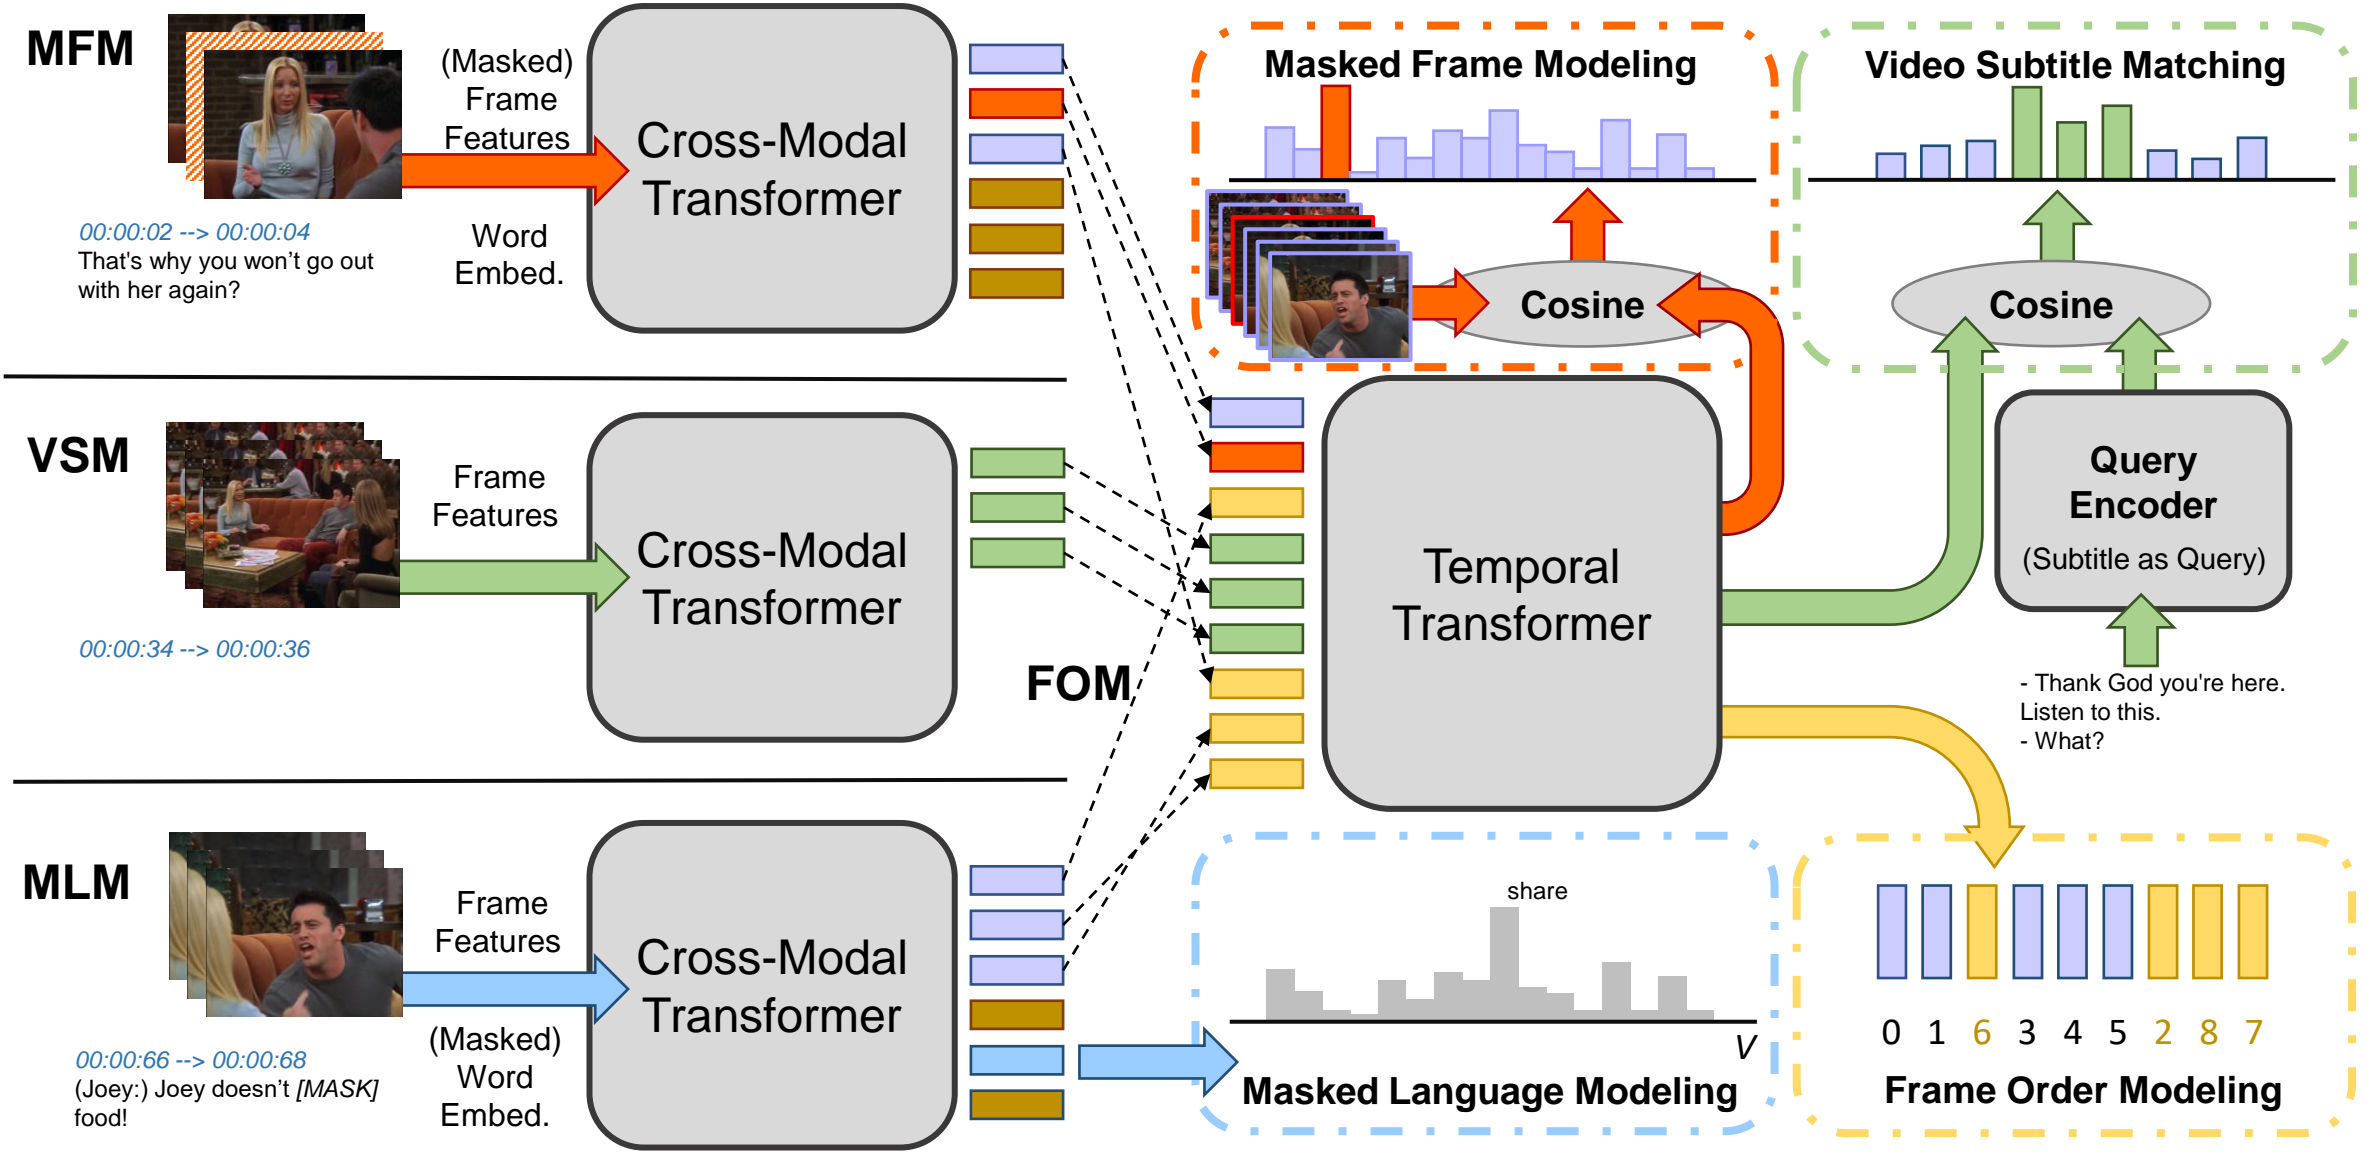 MFM
(Masked)
Frame
Features
Word
Embed.
00:00:02 --> 00:00:04
That's why you won't go out
with her again?
Cross-Modal
Transformer
VSM
Frame
Features
00:00:34 --> 00:00:36
Cross-Modal
Transformer
MLM
Frame
Features
(Masked)
Word
Embed.
00:00:66 --> 00:00:68
(Joey:) Joey doesn't [MASK]
food!
Cross-Modal
Transformer
FOM
Masked Frame Modeling
Cosine
Temporal
Transformer
share
V
Masked Language Modeling
Video Subtitle Matching
Cosine
Query
Encoder
(Subtitle as Query)
- Thank God you're here.
Listen to this.
- What?
0 1 6 3 4 5 2 8 7
Frame Order Modeling